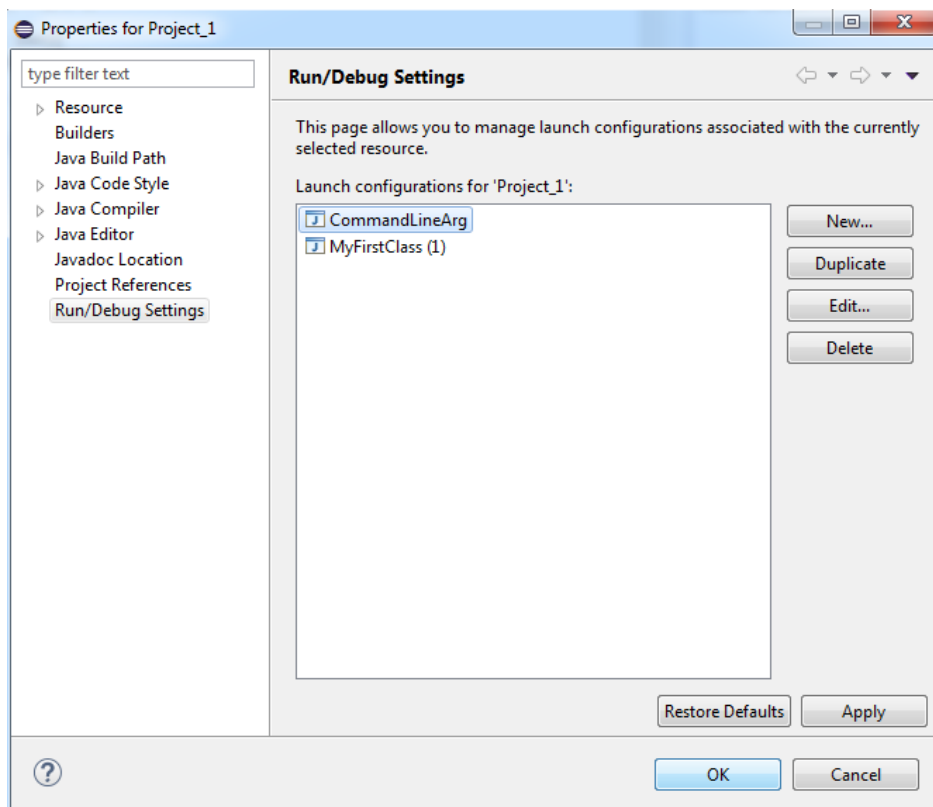 Properties for Project_1
type filter text
Resource
Builders
Java Build Path
Java Code Style
Java Compiler
Java Editor
Javadoc Location
Project References
Run/Debug Settings
Run/Debug Settings
This page allows you to manage launch configurations associated with the currently
selected resource.
Launch configurations for 'Project_1':
CommandLineArg
MyFirstClass (1)
New...
Duplicate
Edit...
Delete
Restore Defaults
Apply
OK
Cancel